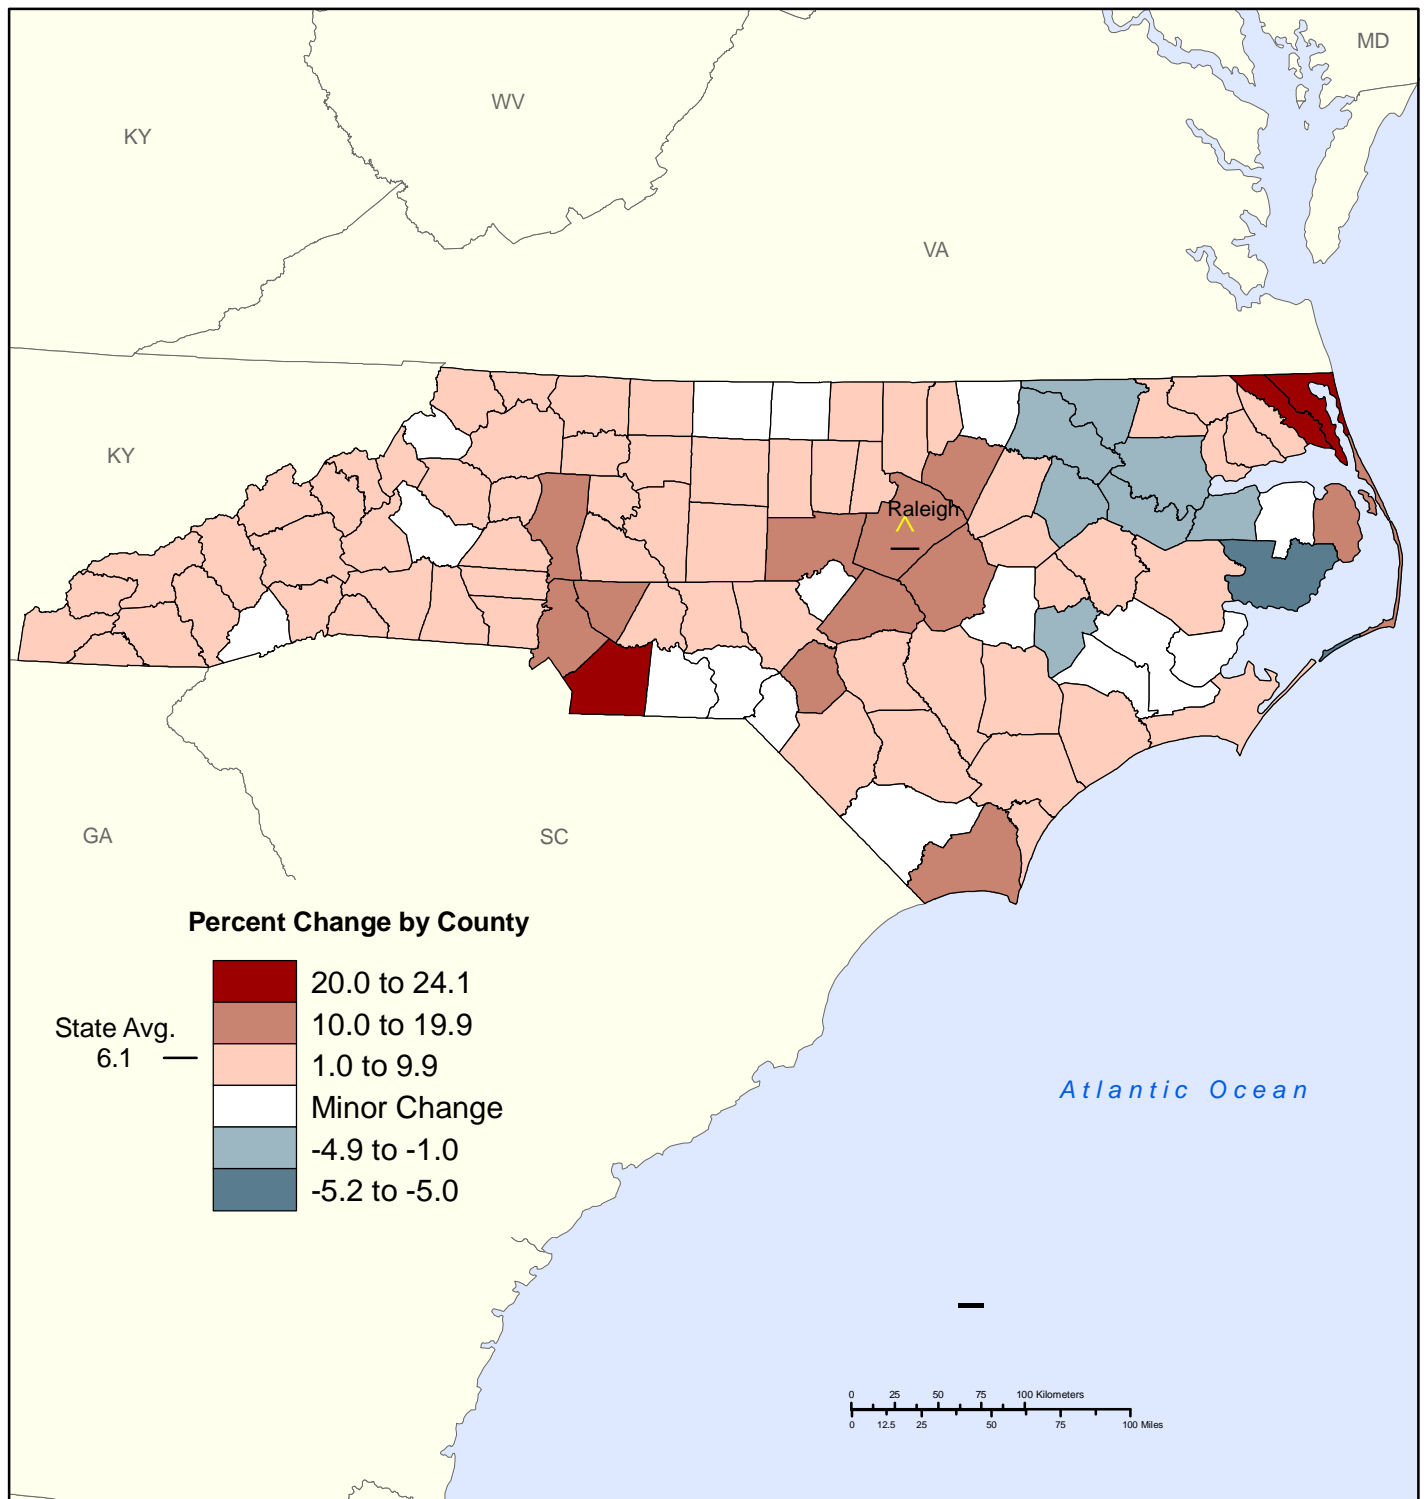 MD
WV
KY
VA
KY
Raleigh
GA
SC
Percent Change by County
20.0 to 24.1
10.0 to 19.9
State Avg.
6.1
1.0 to 9.9
Minor Change
-4.9 to -1.0
-5.2 to -5.0
Atlantic Ocean
0 25 50 75 100 Kilometers
0 12.5 25 50 75 100 Miles